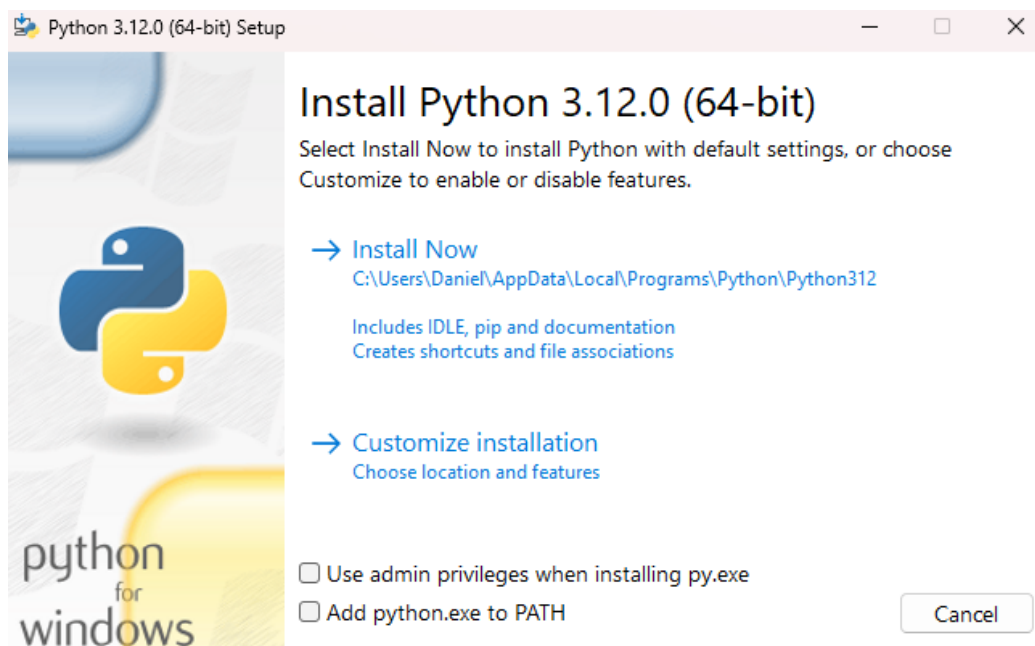 Python 3.12.0 (64-bit) Setup
Install Python 3.12.0 (64-bit)
Select Install Now to install Python with default settings, or choose
Customize to enable or disable features.
Install Now
C:\Users\Daniel\AppData\Local\Programs\Python\Python312
Includes IDLE, pip and documentation
Creates shortcuts and file associations
Customize installation
Choose location and features
python
for
windows
Use admin privileges when installing py.exe
Add python.exe to PATH
Cancel